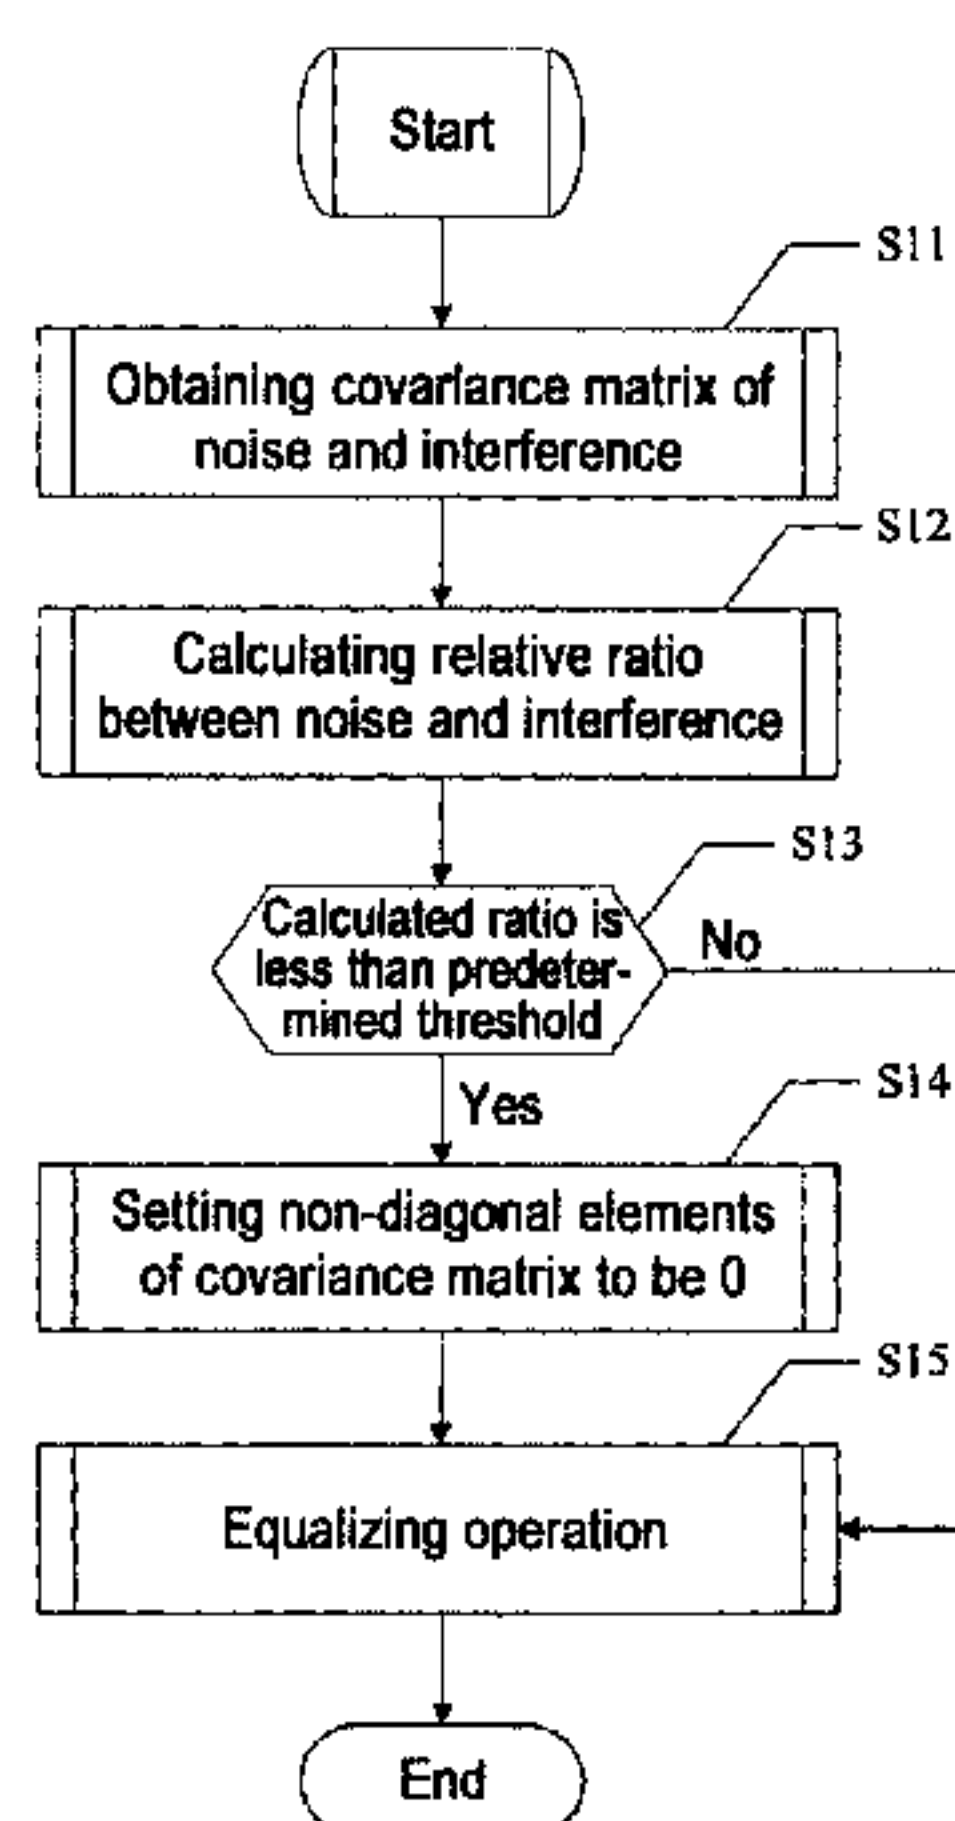 Start
S11
Obtaining covariance matrix of
noise and interference
S12
Calculating relative ratio
between noise and interference
S13
Calculated ratio is
less than predeter-
mined threshold
No
Yes
S14
Setting non-diagonal elements
of covariance matrix to be 0
S15
Equalizing operation
End